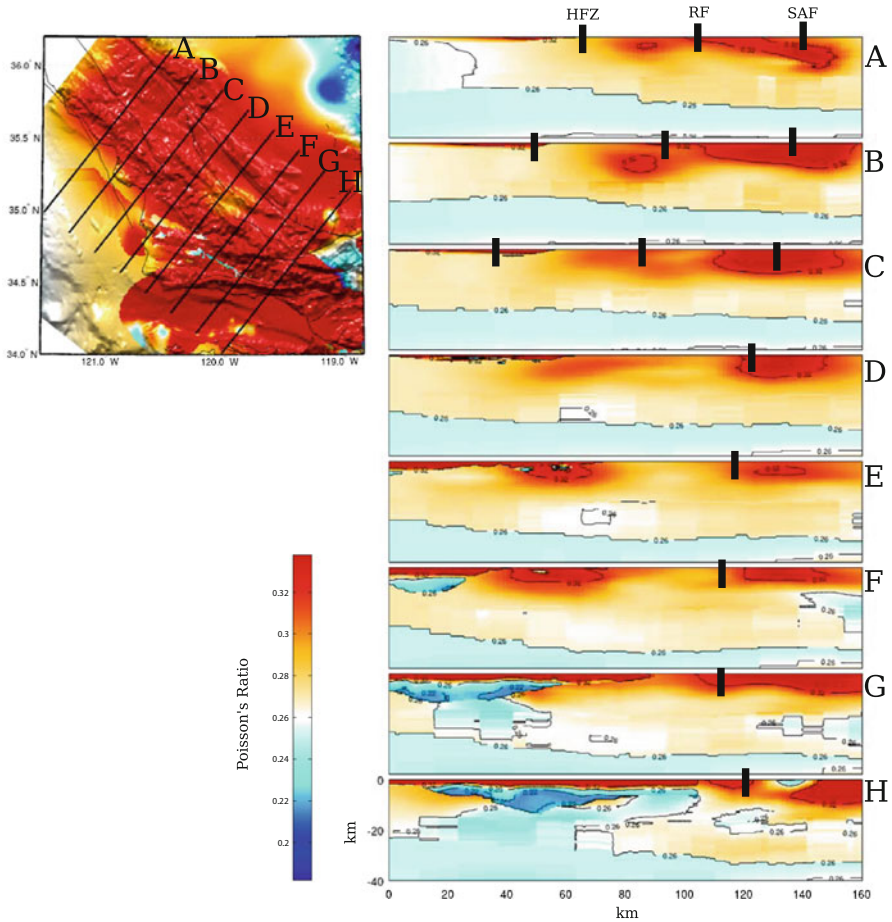 HFZ RF SAF
36.0° N
35.5
35.0
34.5
34.0 N
121.0 W 120.0 W 119.0 W
A
B
C
D
E
F
G
H
A
B
C
D
E
F
G
H
Poisson's Ratio
0.32
0.3
0.28
0.26
0.24
0.22
0.2
km
0
-20
-40
0 20 40 60 80 100 120 140 160
km